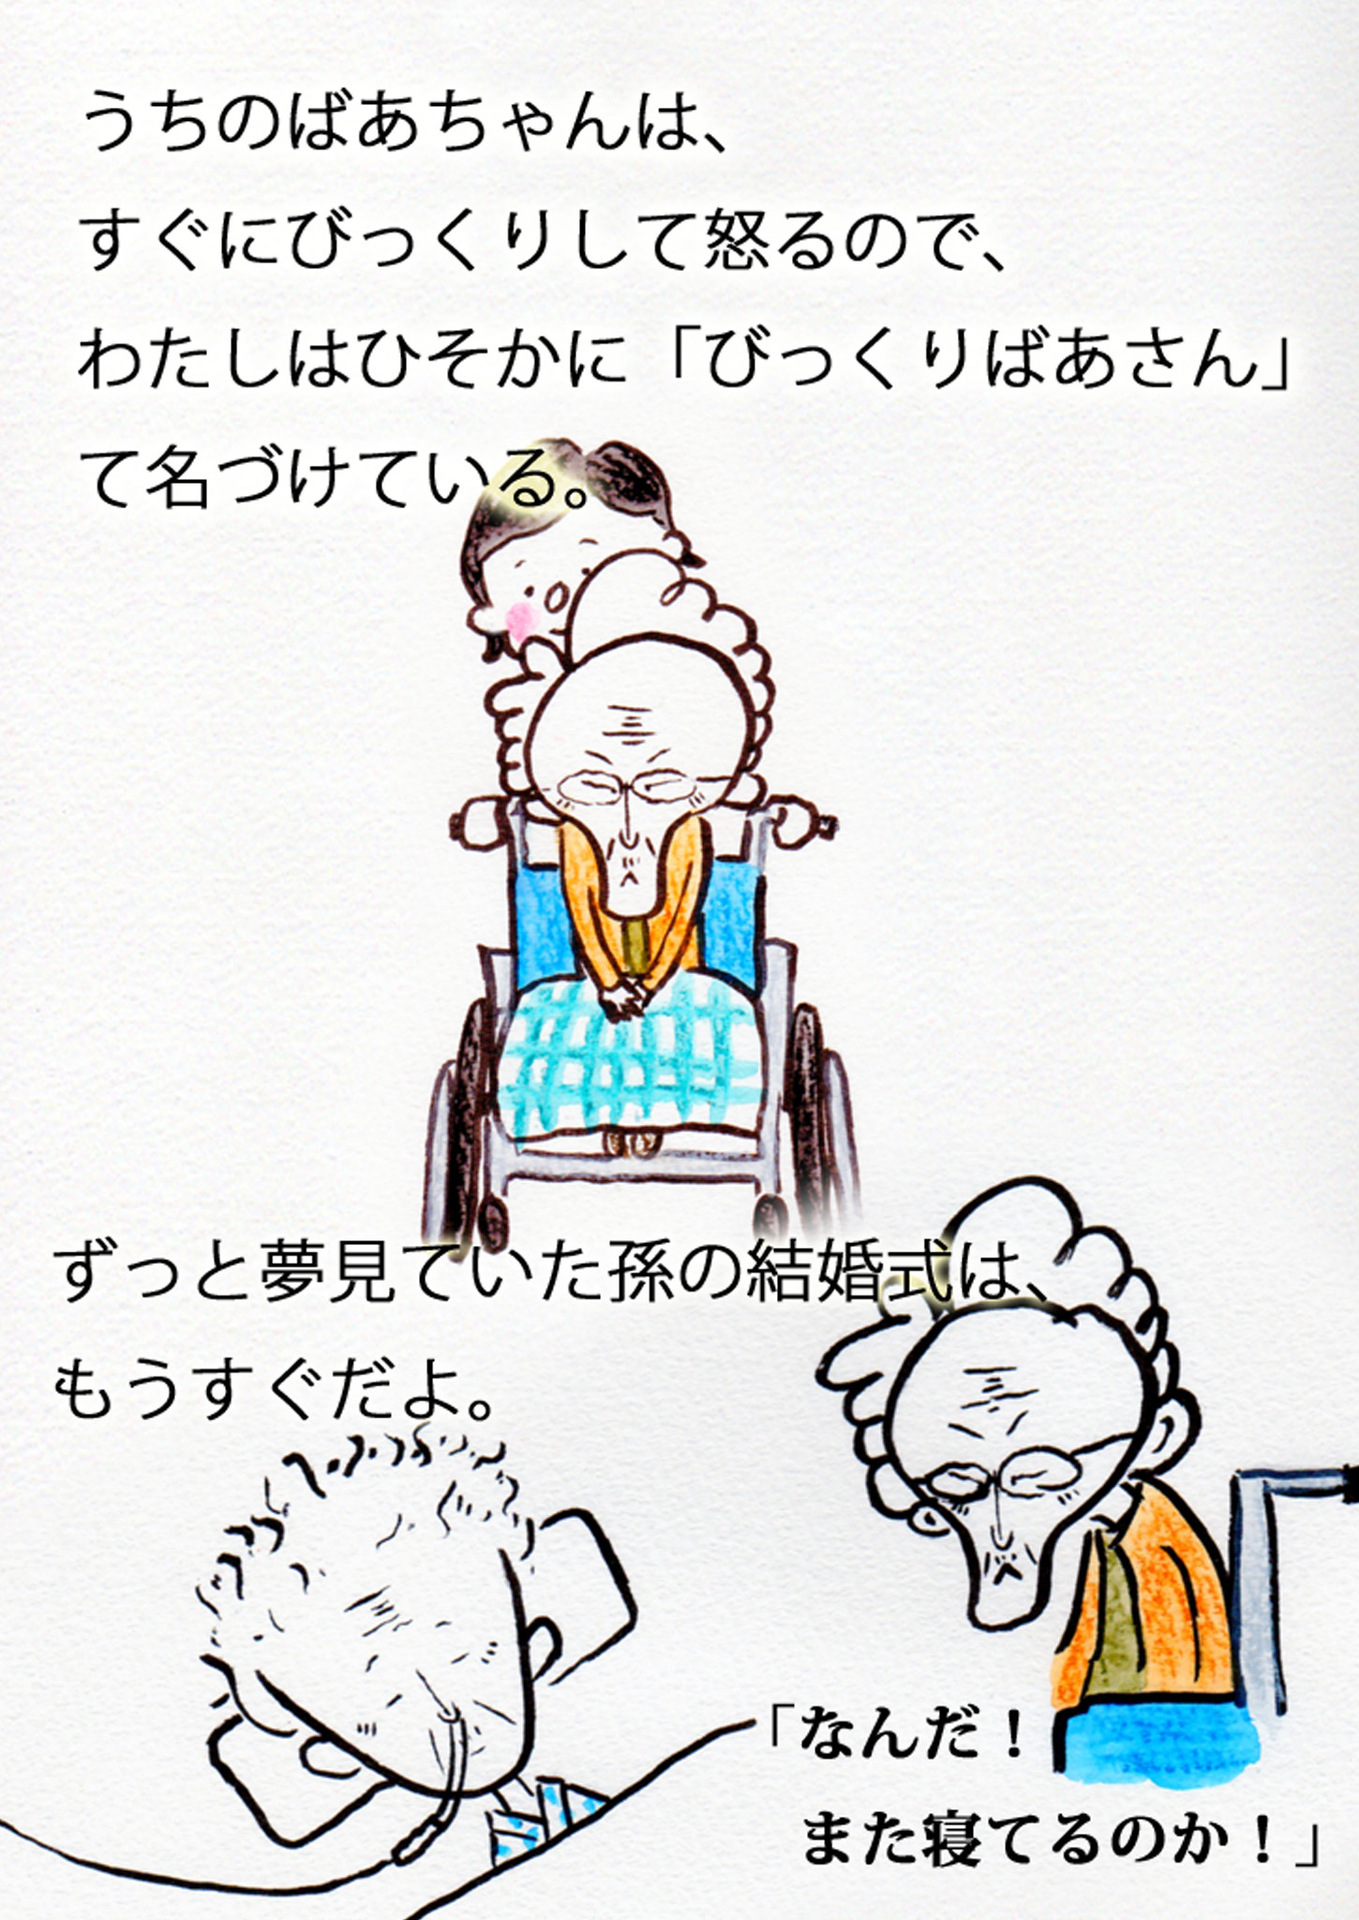 うちのばあちゃんは、
すぐにびっくりして怒るので、
わたしはひそかに「びっくりばあさん」
て名づけている。
ずっと夢見ていた孫の結婚式は、
もうすぐだよ。
「なんだ！
また寝てるのか！」